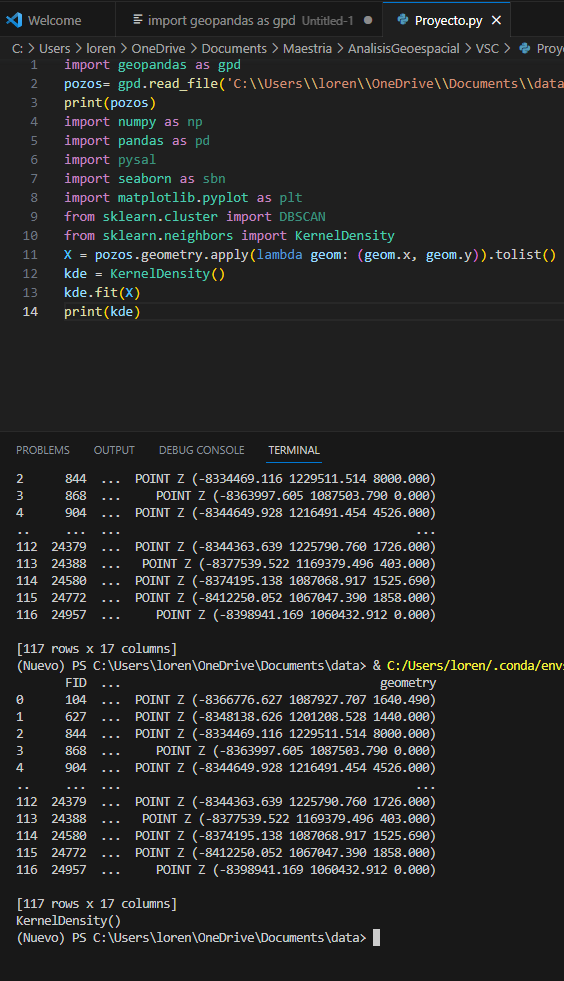 Welcome
import geopandas as gpd Untitled-1
Proyecto.py
C: > Users > loren > OneDrive > Documents > Maestria > AnalisisGeoespacial > VSC > Proy
1 import geopandas as gpd
2 pozos= gpd.read_file('C:\\Users\\loren\\OneDrive\\Documents\\data
3 print(pozos)
4 import numpy as np
5 import pandas as pd
6 import pysal
7 import seaborn as sbn
8 import matplotlib.pyplot as plt
9 from sklearn.cluster import DBSCAN
10 from sklearn.neighbors import KernelDensity
11 X = pozos.geometry.apply(lambda geom: (geom.x, geom.y)).tolist()
12 kde = KernelDensity()
13 kde.fit(X)
14 print(kde)
PROBLEMS OUTPUT DEBUG CONSOLE TERMINAL
2 844 ... POINT Z (-8334469.116 1229511.514 8000.000)
3 868 ... POINT Z (-8363997.605 1087503.790 0.000)
4 904 ... POINT Z (-8344649.928 1216491.454 4526.000)
.. ... ... ...
112 24379 ... POINT Z (-8344363.639 1225790.760 1726.000)
113 24388 ... POINT Z (-8377539.522 1169379.496 403.000)
114 24580 ... POINT Z (-8374195.138 1087068.917 1525.690)
115 24772 ... POINT Z (-8412250.052 1067047.390 1858.000)
116 24957 ... POINT Z (-8398941.169 1060432.912 0.000)
[117 rows x 17 columns]
(Nuevo) PS C:\Users\loren\OneDrive\Documents\data> & C:/Users/loren/.conda/env
FID ... geometry
0 104 ... POINT Z (-8366776.627 1087927.707 1640.490)
1 627 ... POINT Z (-8348138.626 1201208.528 1440.000)
2 844 ... POINT Z (-8334469.116 1229511.514 8000.000)
3 868 ... POINT Z (-8363997.605 1087503.790 0.000)
4 904 ... POINT Z (-8344649.928 1216491.454 4526.000)
.. ... ... ...
112 24379 ... POINT Z (-8344363.639 1225790.760 1726.000)
113 24388 ... POINT Z (-8377539.522 1169379.496 403.000)
114 24580 ... POINT Z (-8374195.138 1087068.917 1525.690)
115 24772 ... POINT Z (-8412250.052 1067047.390 1858.000)
116 24957 ... POINT Z (-8398941.169 1060432.912 0.000)
[117 rows x 17 columns]
KernelDensity()
(Nuevo) PS C:\Users\loren\OneDrive\Documents\data>